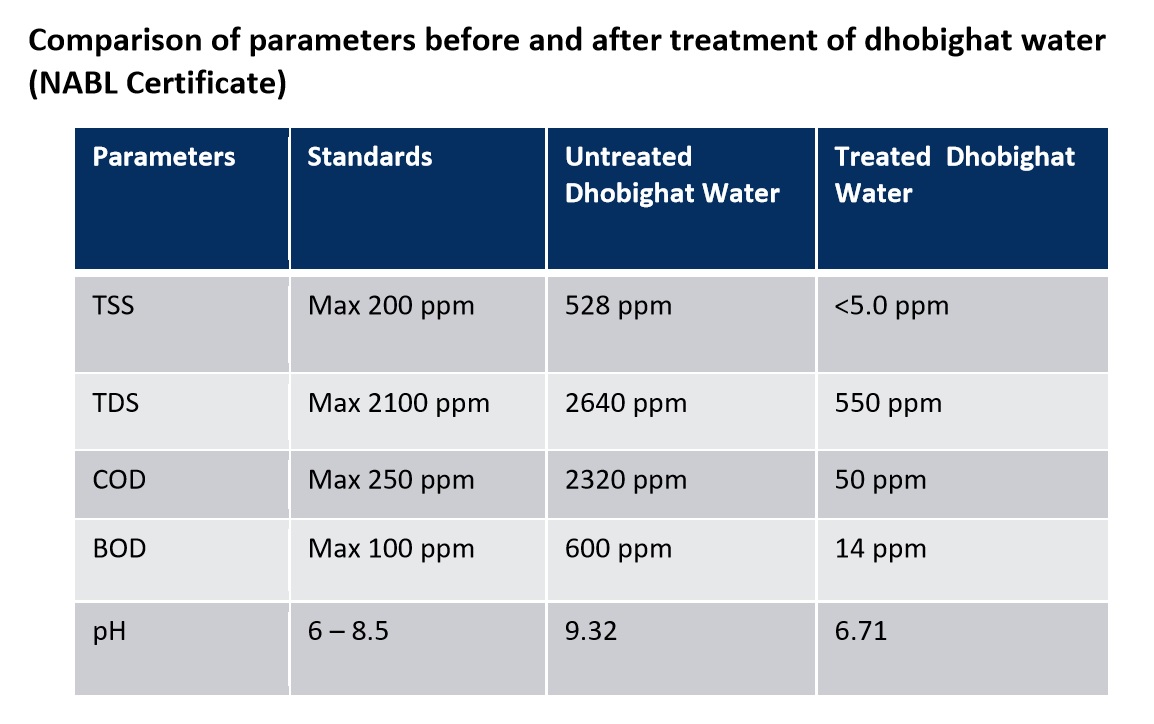 Comparison of parameters before and after treatment of dhobighat water
(NABL Certificate)
Parameters Standards Untreated Dhobighat Water Treated Dhobighat Water
TSS Max 200 ppm 528 ppm <5.0 ppm
TDS Max 2100 ppm 2640 ppm 550 ppm
COD Max 250 ppm 2320 ppm 50 ppm
BOD Max 100 ppm 600 ppm 14 ppm
pH 6 – 8.5 9.32 6.71